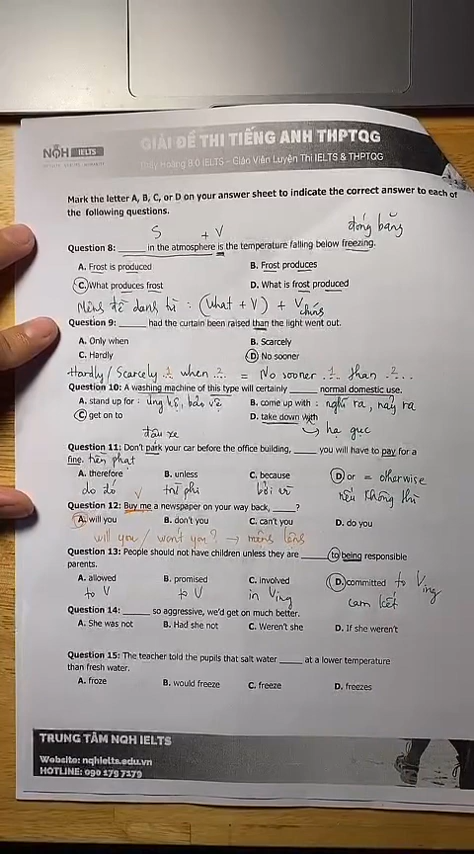 NQH IELTS
GIẢI ĐỀ THI TIẾNG ANH THPTQG
Thầy Hoàng 8.0 IELTS - Giáo Viên Luyện Thi IELTS & THPTQG
Mark the letter A, B, C, or D on your answer sheet to indicate the correct answer to each of
the following questions.
S + V đóng băng
Question 8: ______ in the atmosphere is the temperature falling below freezing.
A. Frost is produced B. Frost produces
C. What produces frost D. What is frost produced
Mệnh đề danh từ : (What + V) + V chính
Question 9: ______ had the curtain been raised than the light went out.
A. Only when B. Scarcely
C. Hardly D. No sooner
Hardly / Scarcely ..1.. when ..2.. = No sooner ..1.. than ..2..
Question 10: A washing machine of this type will certainly ______ normal domestic use.
A. stand up for : ủng hộ, bảo vệ B. come up with : nghĩ ra, nảy ra
C. get on to D. take down with
đậu xe → hạ gục
Question 11: Don't park your car before the office building, ______ you will have to pay for a
fine. tiền phạt
A. therefore B. unless C. because D. or = otherwise
do đó trừ phi bởi vì nếu không thì
V
Question 12: Buy me a newspaper on your way back, ______?
A. will you B. don't you C. can't you D. do you
will you / won't you? → mệnh lệnh
Question 13: People should not have children unless they are ______ to being responsible
parents.
A. allowed B. promised C. involved D. committed to Ving
to V to V in Ving cam kết
Question 14: ______ so aggressive, we'd get on much better.
A. She was not B. Had she not C. Weren't she D. If she weren't
Question 15: The teacher told the pupils that salt water ______ at a lower temperature
than fresh water.
A. froze B. would freeze C. freeze D. freezes
TRUNG TÂM NQH IELTS
Website: nqhielts.edu.vn
HOTLINE: 090 179 7179